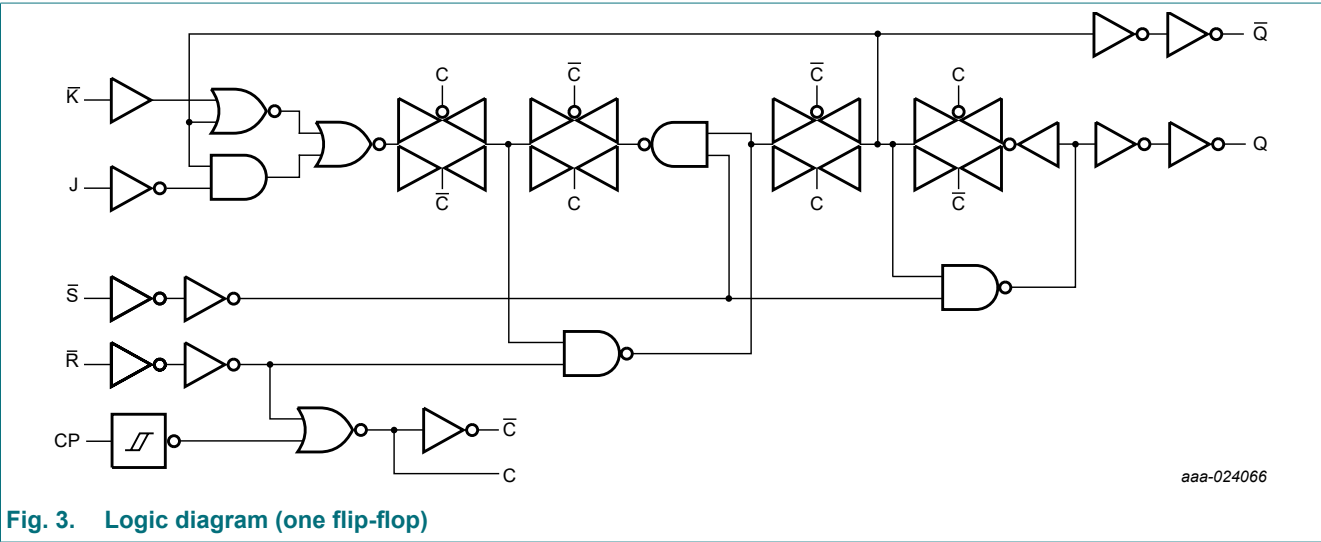 Q̅
C
C̅
C̅
C
K̅
Q
J
C̅
C
C
C̅
S̅
R̅
C̅
CP
C
aaa-024066
Fig. 3. Logic diagram (one flip-flop)